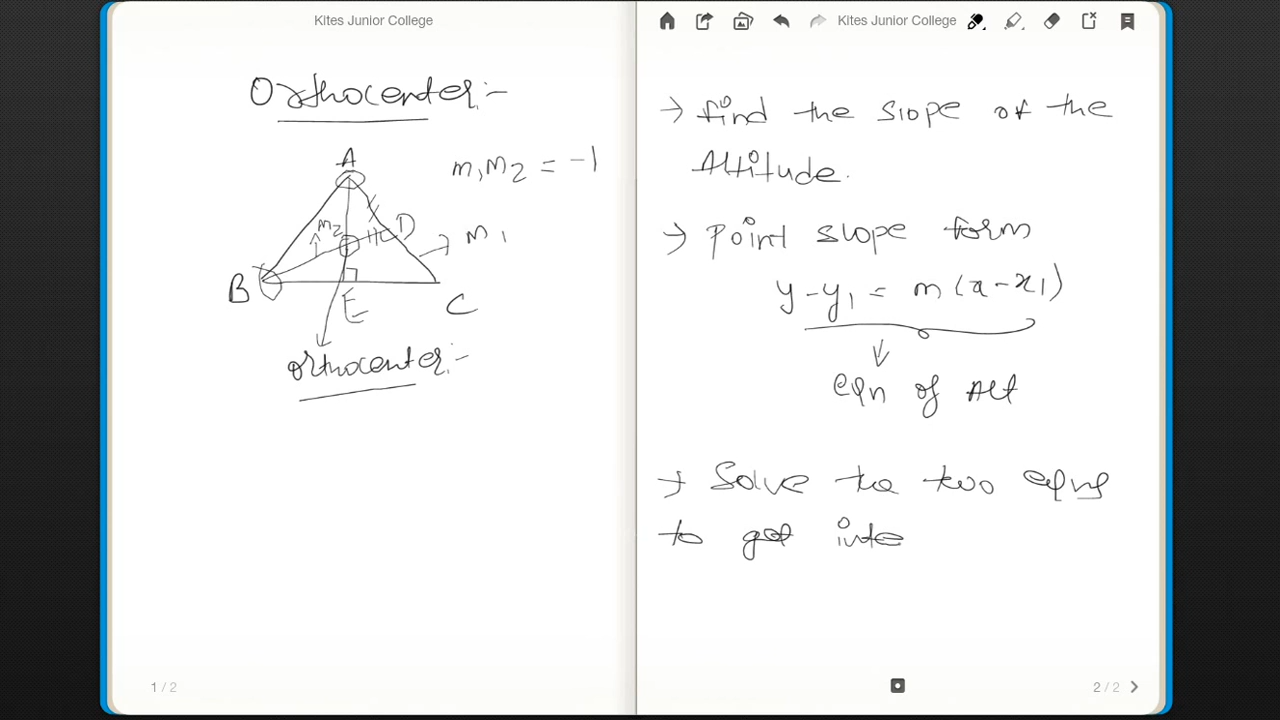 Kites Junior College
Orthocenter:-
A
m1m2 = -1
m2
D
m1
B
E
C
orthocenter:-
1 / 2
Kites Junior College
→ find the slope of the
Altitude.
→ Point slope form
y-y1 = m(x-x1)
eqn of Alt
→ Solve the two eqns
to get inte
2 / 2